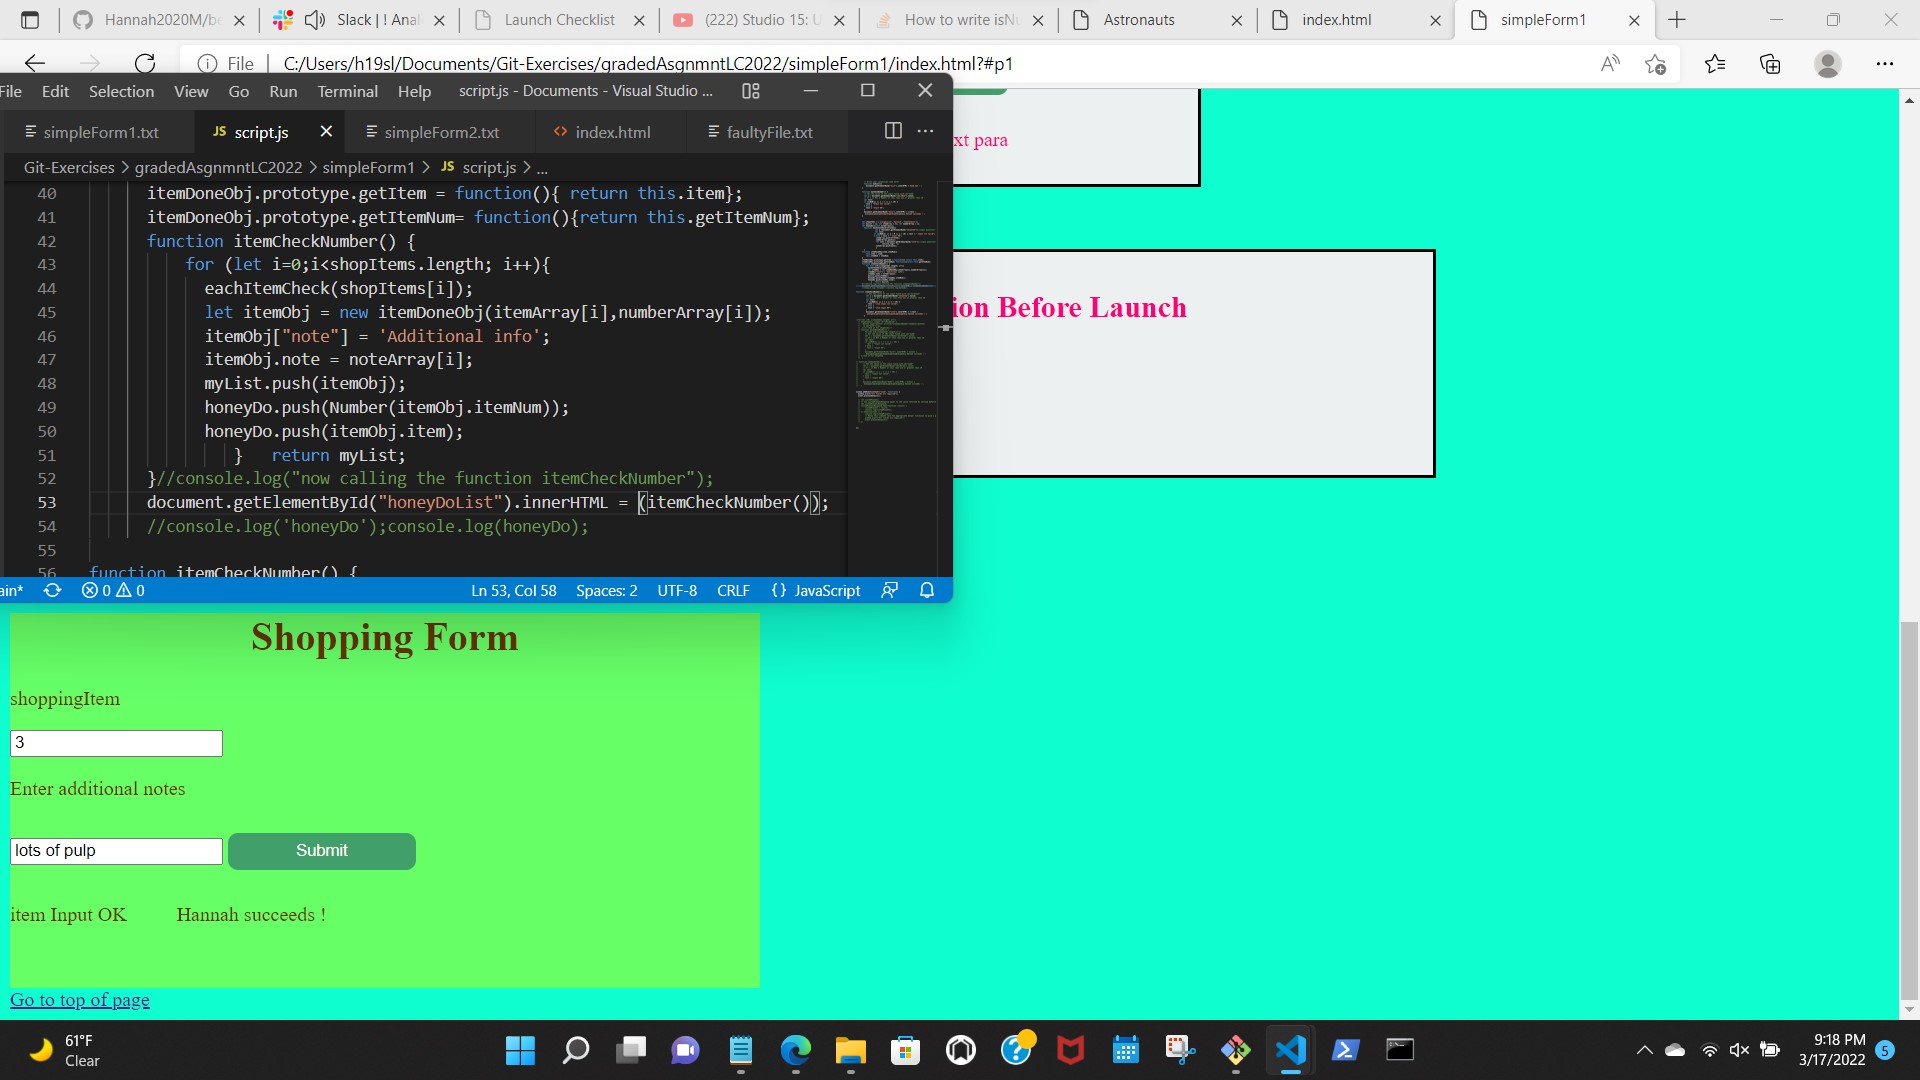 Hannah2020M/be
Slack | ! Anal
Launch Checklist
(222) Studio 15: U
How to write isNu
Astronauts
index.html
simpleForm1
File
C:/Users/h19sl/Documents/Git-Exercises/gradedAsgnmntLC2022/simpleForm1/index.html?#p1
File Edit Selection View Go Run Terminal Help script.js - Documents - Visual Studio ...
simpleForm1.txt
JS script.js
simpleForm2.txt
<> index.html
faultyFile.txt
Git-Exercises > gradedAsgnmntLC2022 > simpleForm1 > JS script.js > ...
40 itemDoneObj.prototype.getItem = function(){ return this.item};
41 itemDoneObj.prototype.getItemNum= function(){return this.getItemNum};
42 function itemCheckNumber() {
43 for (let i=0;i<shopItems.length; i++){
44 eachItemCheck(shopItems[i]);
45 let itemObj = new itemDoneObj(itemArray[i],numberArray[i]);
46 itemObj["note"] = 'Additional info';
47 itemObj.note = noteArray[i];
48 myList.push(itemObj);
49 honeyDo.push(Number(itemObj.itemNum));
50 honeyDo.push(itemObj.item);
51 } return myList;
52 }//console.log("now calling the function itemCheckNumber");
53 document.getElementById("honeyDoList").innerHTML = (itemCheckNumber());
54 //console.log('honeyDo');console.log(honeyDo);
55
56 function itemCheckNumber() {
ain* 0 0 Ln 53, Col 58 Spaces: 2 UTF-8 CRLF {} JavaScript
xt para
ion Before Launch
Shopping Form
shoppingItem
3
Enter additional notes
lots of pulp
Submit
item Input OK Hannah succeeds !
Go to top of page
61°F
Clear
9:18 PM
3/17/2022
5